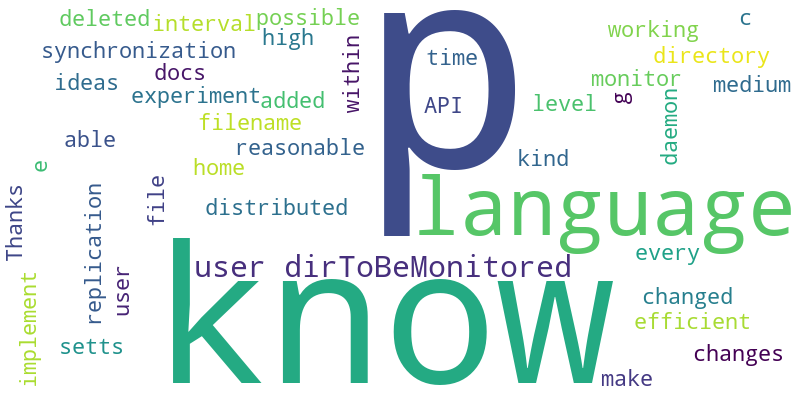 deleted
interval
possible
p
c
synchronization
high
time
working
directory
ideas
docs
within
monitor
medium
experiment
added
API
level
g
daemon
filename
able
reasonable
kind
e
home
language
Thanks
file
distributed
replication
user
user dirToBeMonitored
every
know
implement
changed
efficient
setts
changes
make